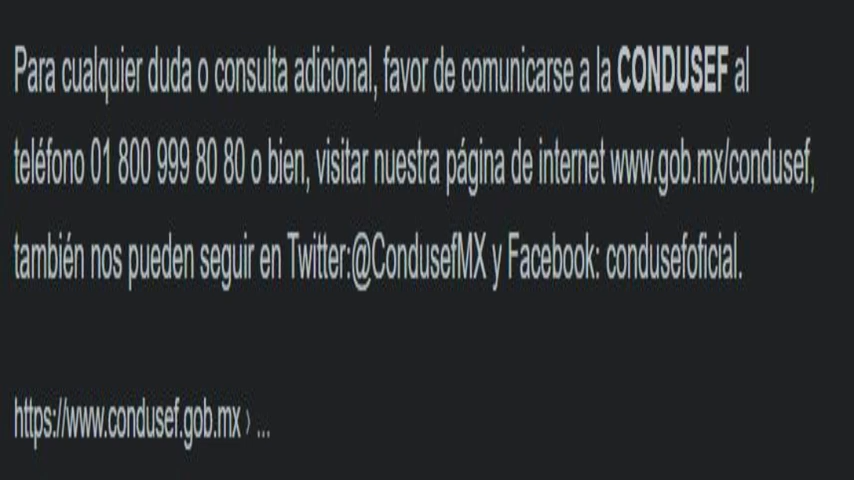 Para cualquier duda o consulta adicional, favor de comunicarse a la CONDUSEF al
teléfono 01 800 999 80 80 o bien, visitar nuestra página de internet www.gob.mx/condusef,
también nos pueden seguir en Twitter:@CondusefMX y Facebook: condusefoficial.
https://www.condusef.gob.mx › ...